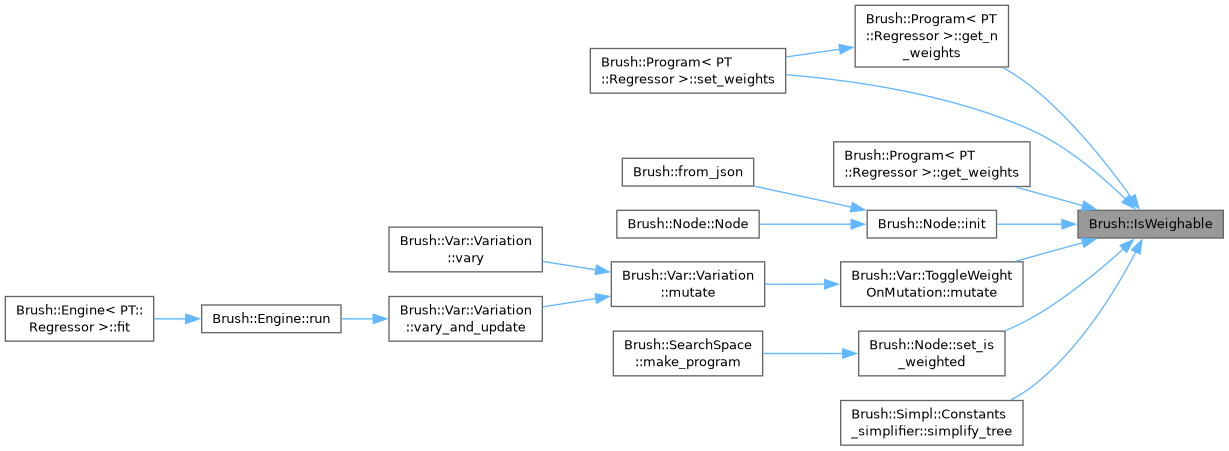 Brush::Program< PT
::Regressor >::get_n
_weights
Brush::Program< PT
::Regressor >::set_weights
Brush::Program< PT
::Regressor >::get_weights
Brush::from_json
Brush::Node::Node
Brush::Node::init
Brush::IsWeighable
Brush::Var::Variation
::vary
Brush::Var::Variation
::mutate
Brush::Var::ToggleWeight
OnMutation::mutate
Brush::Engine< PT::
Regressor >::fit
Brush::Engine::run
Brush::Var::Variation
::vary_and_update
Brush::SearchSpace
::make_program
Brush::Node::set_is
_weighted
Brush::Simpl::Constants
_simplifier::simplify_tree